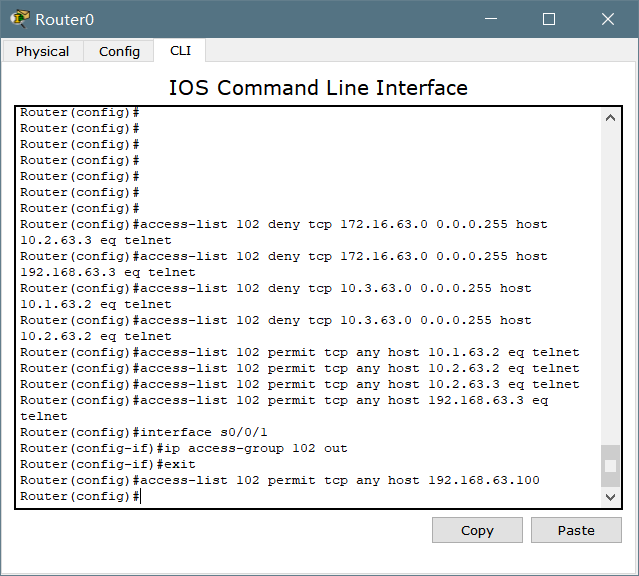 Router0
Physical Config CLI
IOS Command Line Interface
Router(config)#
Router(config)#
Router(config)#
Router(config)#
Router(config)#
Router(config)#
Router(config)#
Router(config)#access-list 102 deny tcp 172.16.63.0 0.0.0.255 host
10.2.63.3 eq telnet
Router(config)#access-list 102 deny tcp 172.16.63.0 0.0.0.255 host
192.168.63.3 eq telnet
Router(config)#access-list 102 deny tcp 10.3.63.0 0.0.0.255 host
10.1.63.2 eq telnet
Router(config)#access-list 102 deny tcp 10.3.63.0 0.0.0.255 host
10.2.63.2 eq telnet
Router(config)#access-list 102 permit tcp any host 10.1.63.2 eq telnet
Router(config)#access-list 102 permit tcp any host 10.2.63.2 eq telnet
Router(config)#access-list 102 permit tcp any host 10.2.63.3 eq telnet
Router(config)#access-list 102 permit tcp any host 192.168.63.3 eq
telnet
Router(config)#interface s0/0/1
Router(config-if)#ip access-group 102 out
Router(config-if)#exit
Router(config)#access-list 102 permit tcp any host 192.168.63.100
Router(config)#
Copy Paste